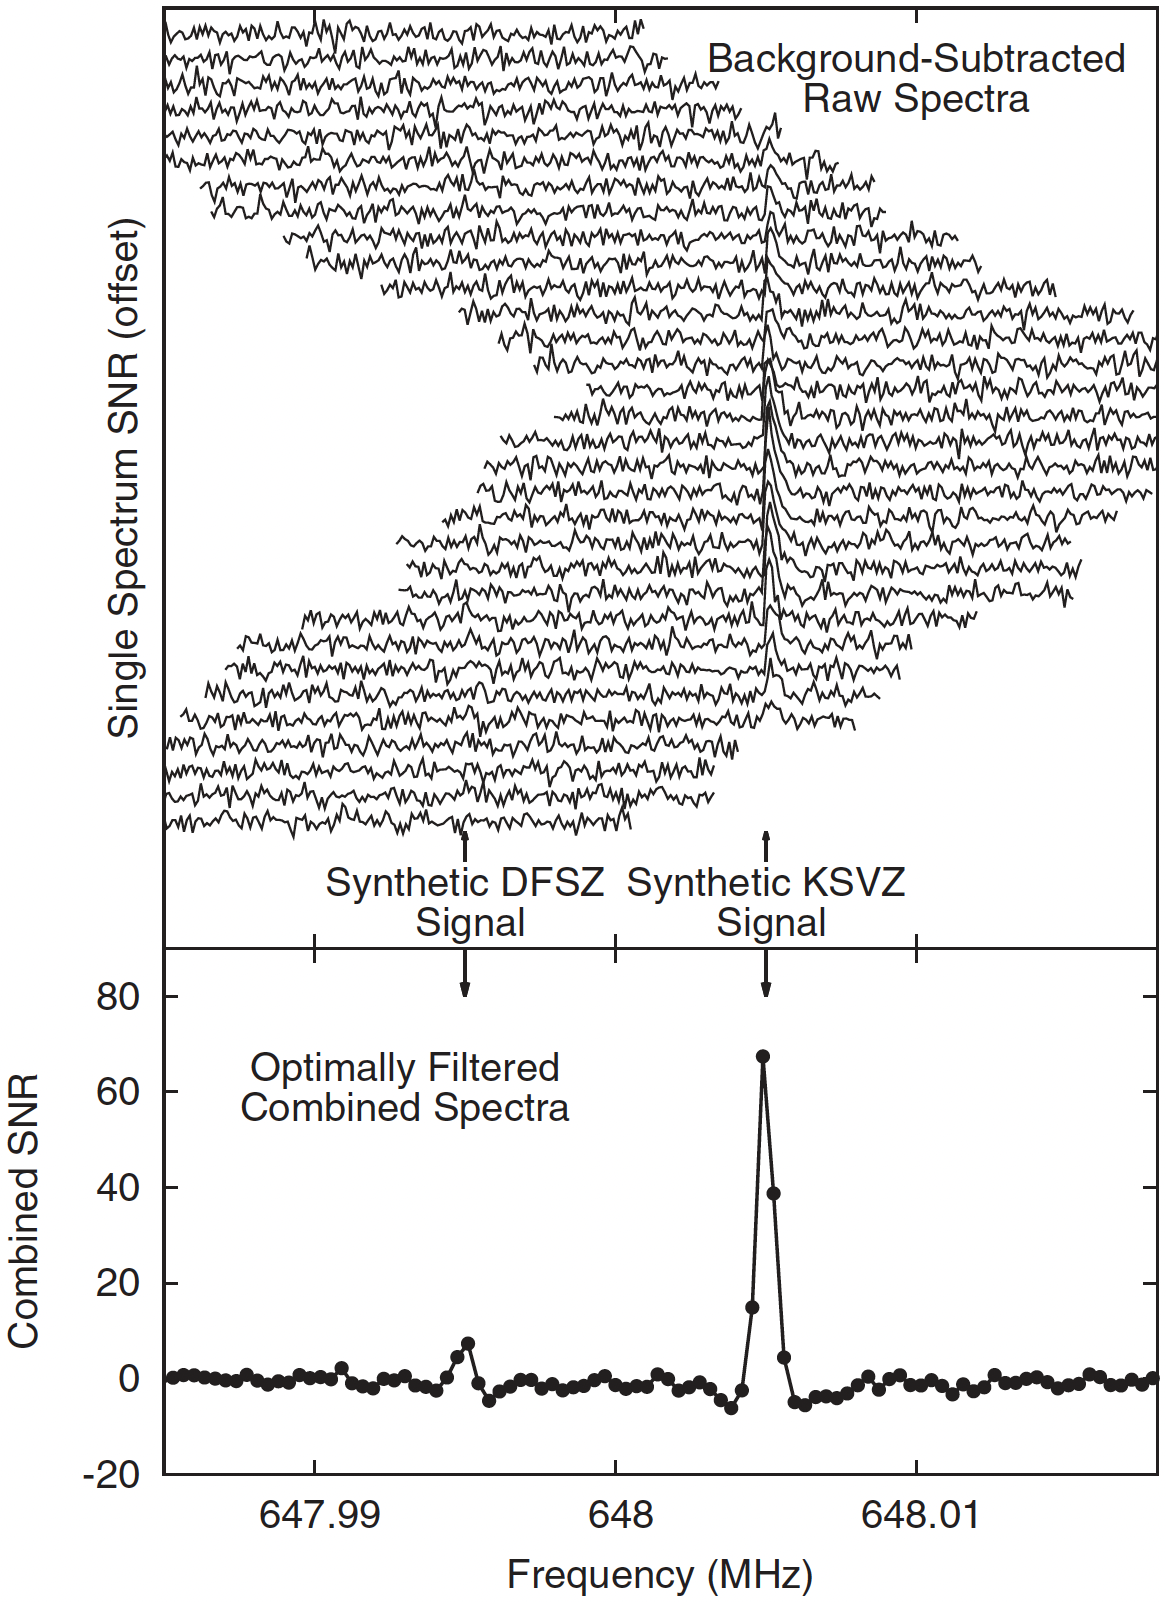 Background-Subtracted
Raw Spectra
Single Spectrum SNR (offset)
Synthetic DFSZ
Signal
Synthetic KSVZ
Signal
80
60
40
20
0
-20
Combined SNR
Optimally Filtered
Combined Spectra
647.99
648
648.01
Frequency (MHz)